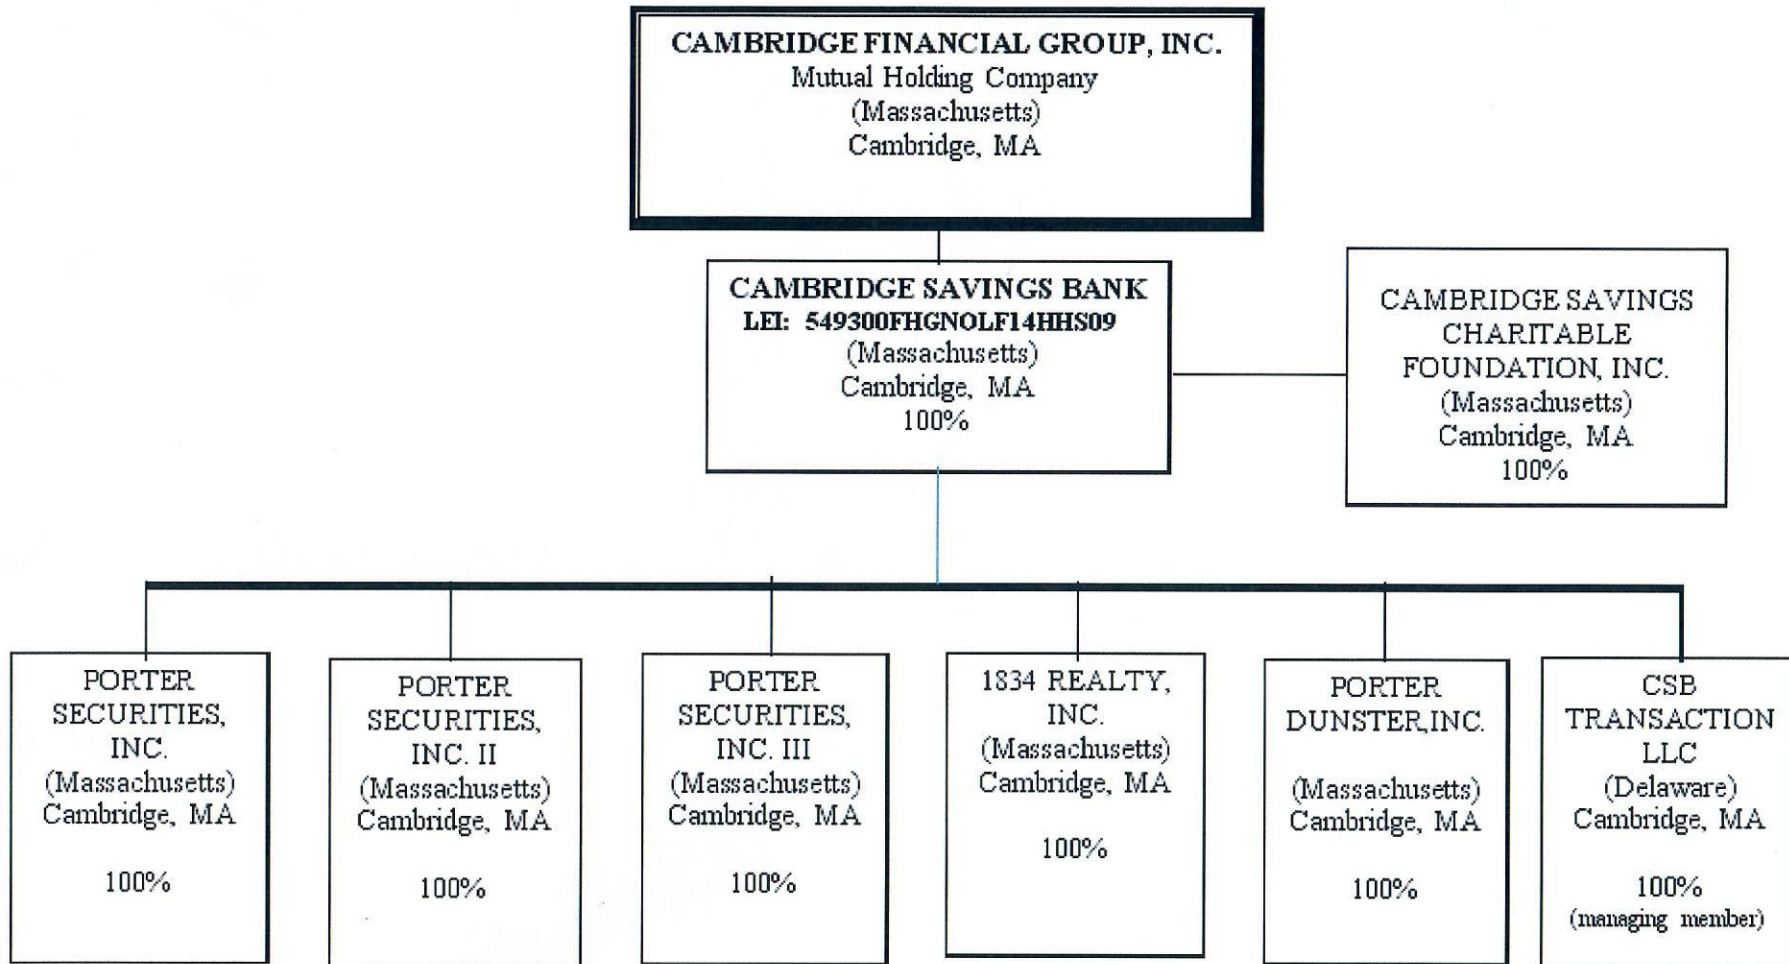 CAMBRIDGE FINANCIAL GROUP, INC.
Mutual Holding Company
(Massachusetts)
Cambridge, MA
CAMBRIDGE SAVINGS BANK
LEI: 549300FHGNOLF14HHS09
(Massachusetts)
Cambridge, MA
100%
CAMBRIDGE SAVINGS
CHARITABLE
FOUNDATION, INC.
(Massachusetts)
Cambridge, MA
100%
PORTER
SECURITIES,
INC.
(Massachusetts)
Cambridge, MA
100%
PORTER
SECURITIES,
INC. II
(Massachusetts)
Cambridge, MA
100%
PORTER
SECURITIES,
INC. III
(Massachusetts)
Cambridge, MA
100%
1834 REALTY,
INC.
(Massachusetts)
Cambridge, MA
100%
PORTER
DUNSTER,INC.
(Massachusetts)
Cambridge, MA
100%
CSB
TRANSACTION
LLC
(Delaware)
Cambridge, MA
100%
(managing member)